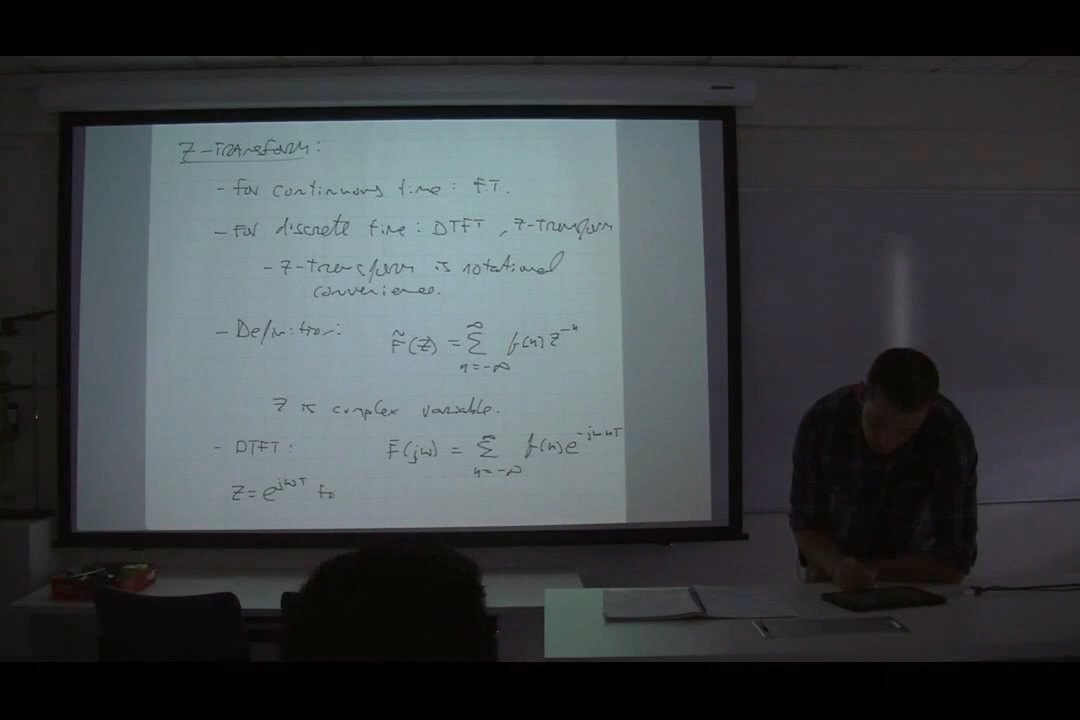 Z-Transform:
- For continuous time: FT.
- For discrete time: DTFT, Z-Transform
- Z-Transform is notational
convenience.
- Definition: F̃(Z) = ∑_{n=-∞}^{∞} f(n) z^{-n}
Z is complex variable.
- DTFT: F̄(jω) = ∑_{n=-∞}^{∞} f(n) e^{-jωnT}
Z = e^{jωT} Fo